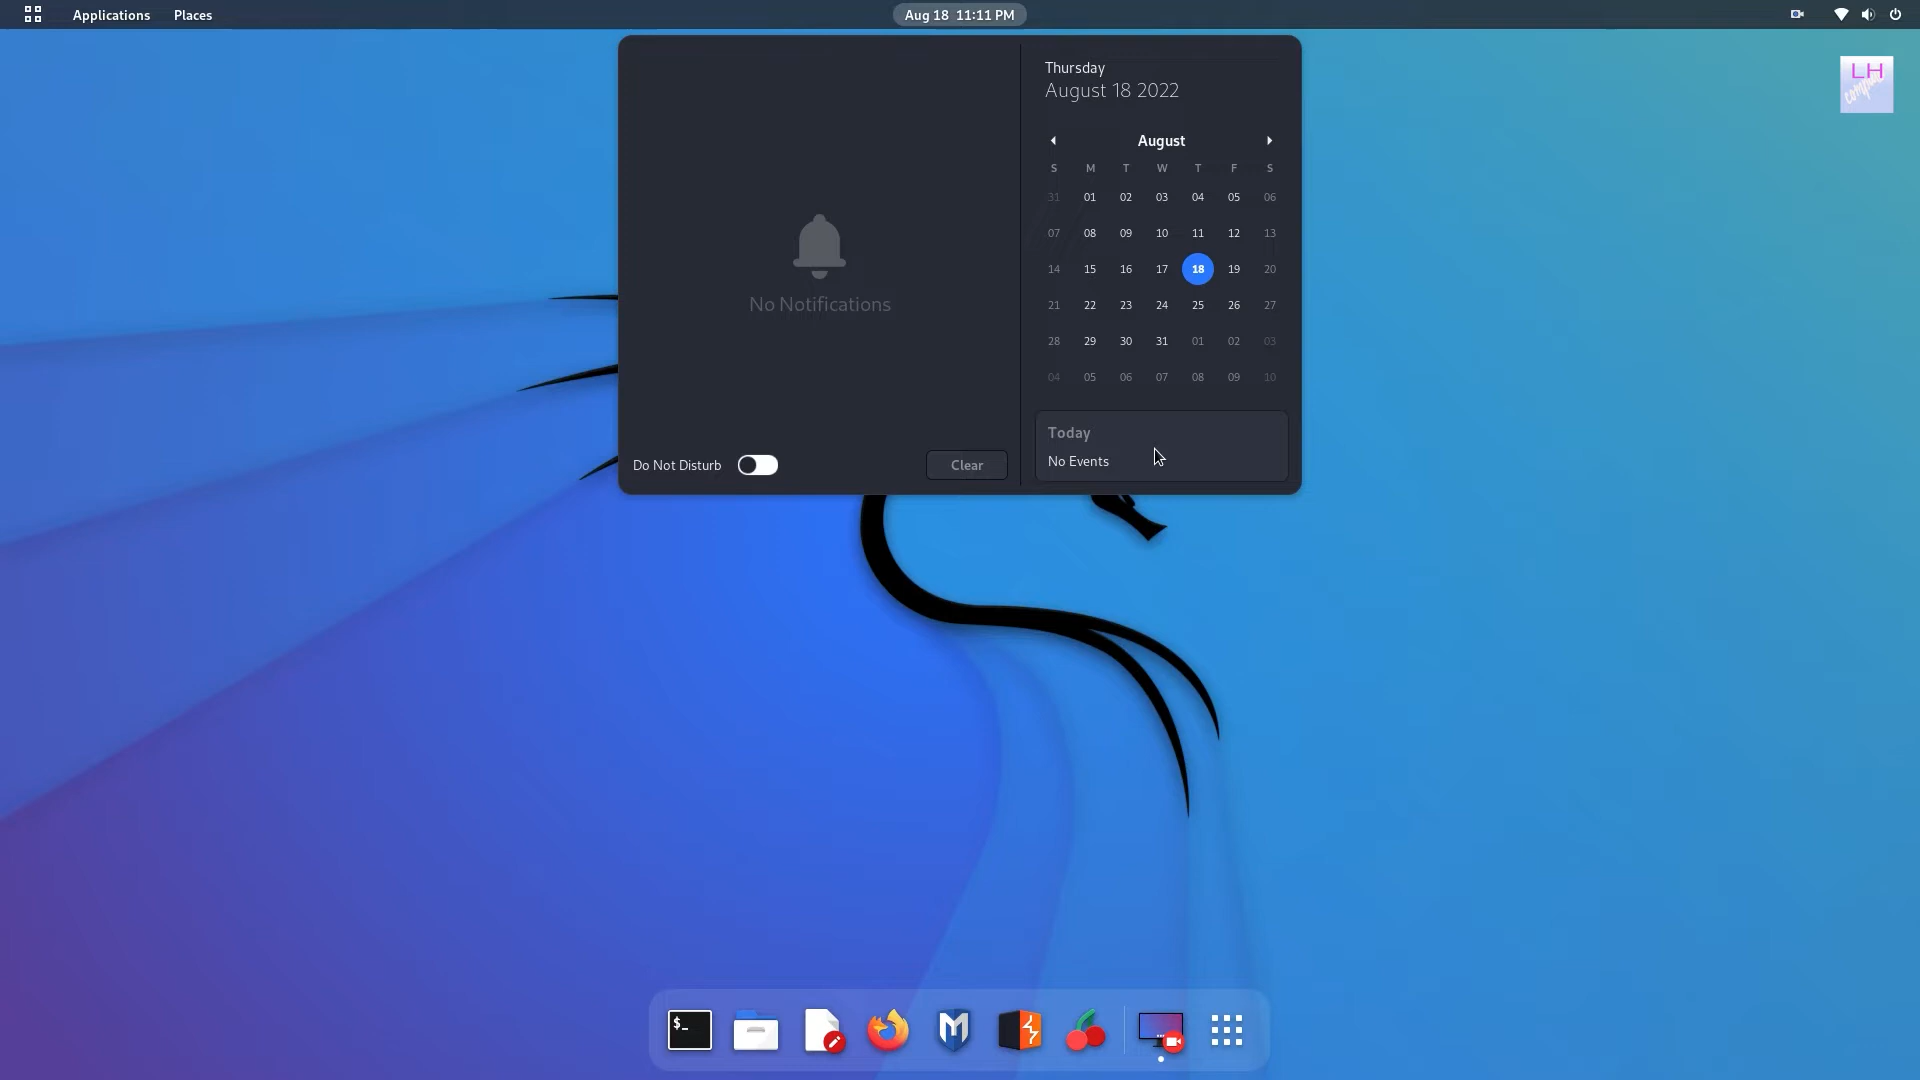 Applications Places Aug 18 11:11 PM
LH
No Notifications
Do Not Disturb
Clear
Thursday
August 18 2022
August
S M T W T F S
31 01 02 03 04 05 06
07 08 09 10 11 12 13
14 15 16 17 18 19 20
21 22 23 24 25 26 27
28 29 30 31 01 02 03
04 05 06 07 08 09 10
Today
No Events
$_